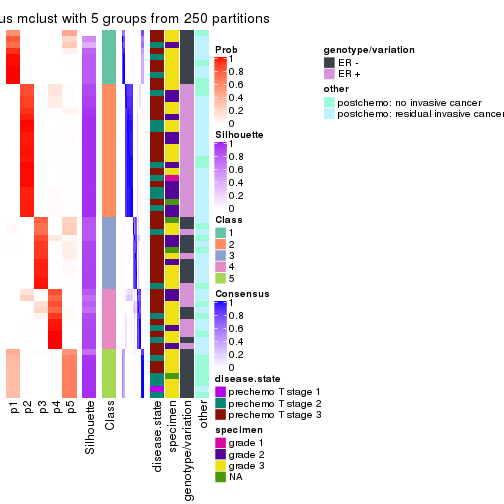 us mclust with 5 groups from 250 partitions
Prob
1
0.8
0.6
0.4
0.2
0
Silhouette
1
0.8
0.6
0.4
0.2
0
Class
1
2
3
4
5
Consensus
1
0.8
0.6
0.4
0.2
0
disease.state
prechemo T stage 1
prechemo T stage 2
prechemo T stage 3
specimen
grade 1
grade 2
grade 3
NA
genotype/variation
ER -
ER +
other
postchemo: no invasive cancer
postchemo: residual invasive cancer
p1
p2
p3
p4
p5
Silhouette
Class
disease.state
specimen
genotype/variation
other